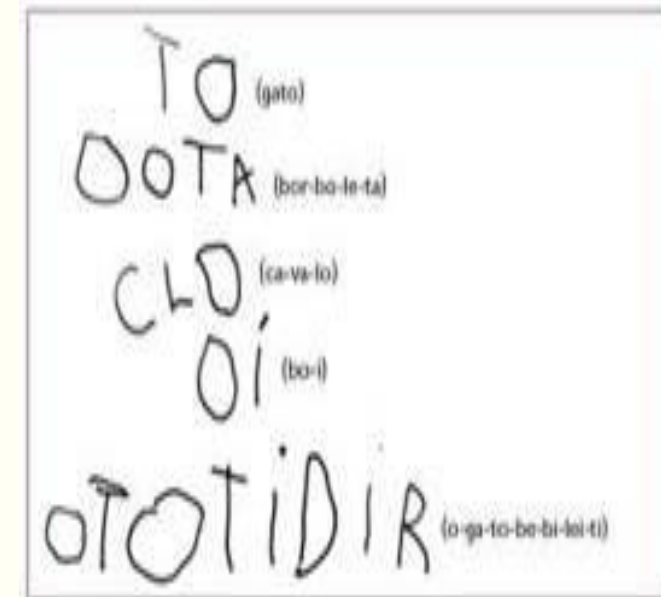 TO (gato)
OOTA (bor-bo-le-ta)
CLO (ca-va-lo)
Oi (bo-i)
OTOTiDiR (o-ga-to-be-bi-lei-ti)